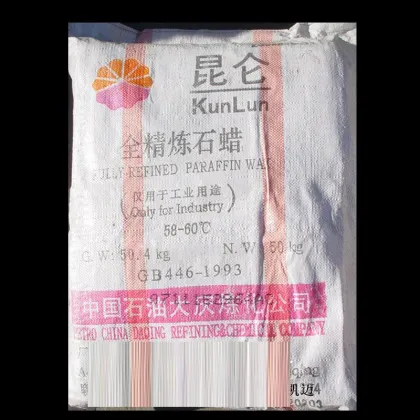 昆仑
KunLun
全精炼石蜡
FULLY-REFINED PARAFFIN WAX
(仅用于工业用途
Only for Industry)
58-60℃
G.W: 50.4 kg N.W: 50 kg
GB446-1993
中国石油大庆炼化公司
PETRO CHINA DAQING REFINING&CHEMICAL COMPANY